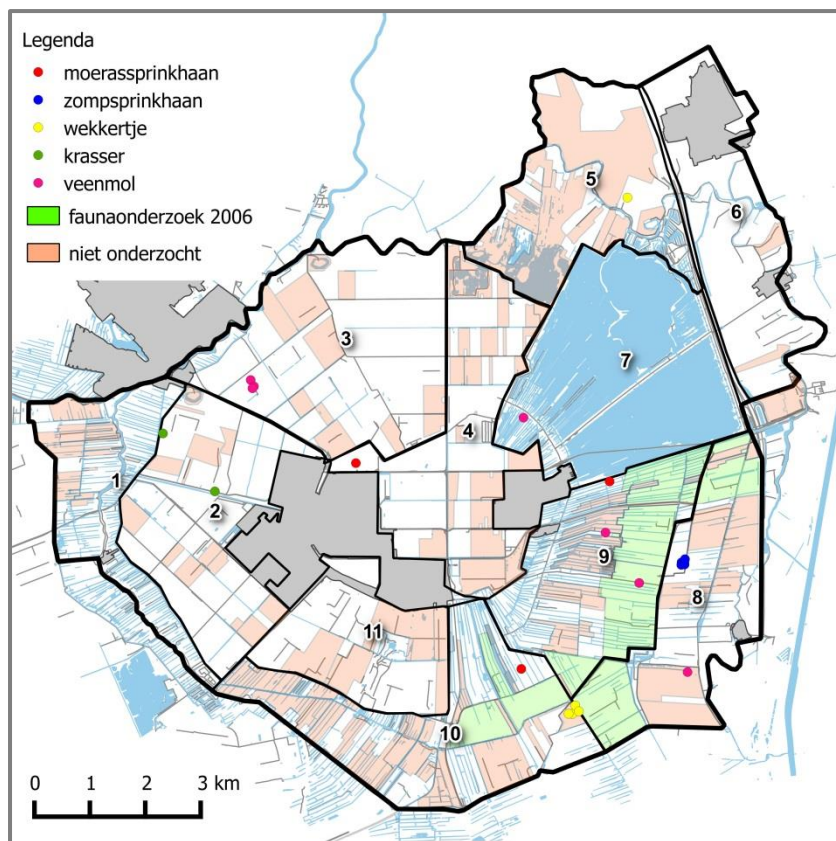 Legenda
moerassprinkhaan
zompsprinkhaan
wekkertje
krasser
veenmol
faunaonderzoek 2006
niet onderzocht
5
6
3
7
4
1
2
9
8
11
10
0 1 2 3 km